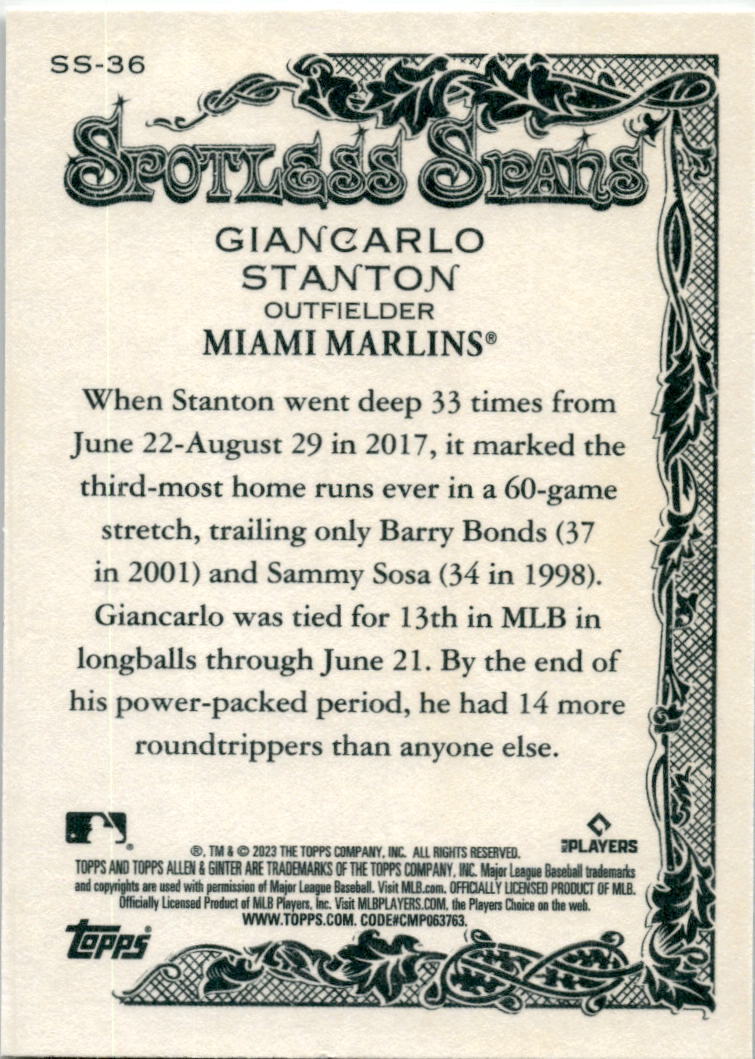 SS-36
SPOTLESS SPANS
GIANCARLO
STANTON
OUTFIELDER
MIAMI MARLINS®
When Stanton went deep 33 times from
June 22-August 29 in 2017, it marked the
third-most home runs ever in a 60-game
stretch, trailing only Barry Bonds (37
in 2001) and Sammy Sosa (34 in 1998).
Giancarlo was tied for 13th in MLB in
longballs through June 21. By the end of
his power-packed period, he had 14 more
roundtrippers than anyone else.
®
PLAYERS
®, TM & © 2023 THE TOPPS COMPANY, INC. ALL RIGHTS RESERVED.
TOPPS AND TOPPS ALLEN & GINTER ARE TRADEMARKS OF THE TOPPS COMPANY, INC. Major League Baseball trademarks
and copyrights are used with permission of Major League Baseball. Visit MLB.com. OFFICIALLY LICENSED PRODUCT OF MLB.
Officially Licensed Product of MLB Players, Inc. Visit MLBPLAYERS.COM, the Players Choice on the web.
WWW.TOPPS.COM. CODE#CMP063763.
topps®